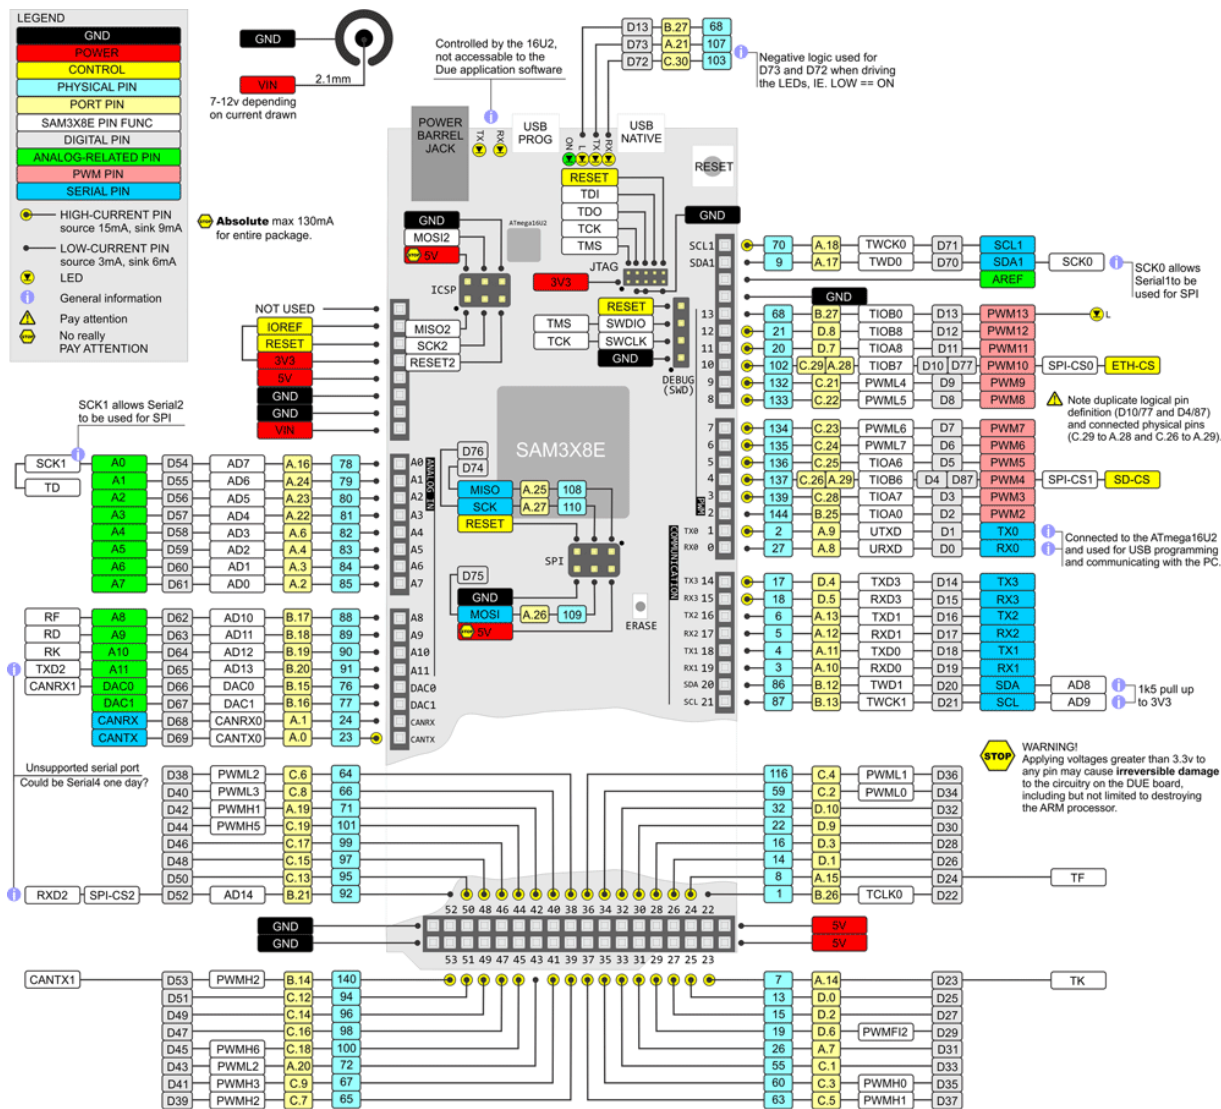 LEGEND
GND
POWER
CONTROL
PHYSICAL PIN
PORT PIN
SAM3X8E PIN FUNC
DIGITAL PIN
ANALOG-RELATED PIN
PWM PIN
SERIAL PIN
HIGH-CURRENT PIN
source 15mA, sink 9mA
LOW-CURRENT PIN
source 3mA, sink 6mA
LED
General information
Pay attention
No really
PAY ATTENTION
GND
VIN 2.1mm
7-12v depending
on current drawn
STOP Absolute max 130mA
for entire package.
Controlled by the 16U2,
not accessable to the
Due application software
D13 B.27 68
D73 A.21 107
D72 C.30 103
Negative logic used for
D73 and D72 when driving
the LEDs, IE. LOW == ON
POWER
BARREL
JACK
TX
RX
USB
PROG
ON
L
TX
RX
USB
NATIVE
RESET
RESET
TDI
TDO
TCK
TMS
JTAG
3V3
GND
ATmega16U2
GND
MOSI2
STOP 5V
ICSP
MISO2
SCK2
RESET2
RESET
TMS SWDIO
TCK SWCLK
GND
DEBUG
(SWD)
NOT USED
IOREF
RESET
3V3
5V
GND
GND
VIN
SCK1 allows Serial2
to be used for SPI
SCK1 A0 D54 AD7 A.16 78 A0
TD A1 D55 AD6 A.24 79 A1
A2 D56 AD5 A.23 80 A2
A3 D57 AD4 A.22 81 A3
A4 D58 AD3 A.6 82 A4
A5 D59 AD2 A.4 83 A5
A6 D60 AD1 A.3 84 A6
A7 D61 AD0 A.2 85 A7
ANALOG IN
RF A8 D62 AD10 B.17 88 A8
RD A9 D63 AD11 B.18 89 A9
RK A10 D64 AD12 B.19 90 A10
TXD2 A11 D65 AD13 B.20 91 A11
CANRX1 DAC0 D66 DAC0 B.15 76 DAC0
DAC1 D67 DAC1 B.16 77 DAC1
CANRX D68 CANRX0 A.1 24 CANRX
CANTX D69 CANTX0 A.0 23 CANTX
Unsupported serial port
Could be Serial4 one day?
SAM3X8E
D76
D74
MISO A.25 108
SCK A.27 110
RESET
SPI
D75
GND
MOSI A.26 109
STOP 5V
ERASE
SCL1 70 A.18 TWCK0 D71 SCL1
SDA1 9 A.17 TWD0 D70 SDA1 SCK0
AREF
GND
SCK0 allows
Serial1to be
used for SPI
13 68 B.27 TIOB0 D13 PWM13 L
12 21 D.8 TIOB8 D12 PWM12
11 20 D.7 TIOA8 D11 PWM11
10 102 C.29 A.28 TIOB7 D10 D77 PWM10 SPI-CS0 ETH-CS
9 132 C.21 PWML4 D9 PWM9
8 133 C.22 PWML5 D8 PWM8
Note duplicate logical pin
definition (D10/77 and D4/87)
and connected physical pins
(C.29 to A.28 and C.26 to A.29).
7 134 C.23 PWML6 D7 PWM7
6 135 C.24 PWML7 D6 PWM6
5 136 C.25 TIOA6 D5 PWM5
4 137 C.26 A.29 TIOB6 D4 D87 PWM4 SPI-CS1 SD-CS
3 139 C.28 TIOA7 D3 PWM3
2 144 B.25 TIOA0 D2 PWM2
TX0 1 2 A.9 UTXD D1 TX0
RX0 0 27 A.8 URXD D0 RX0
PWM
COMMUNICATION
Connected to the ATmega16U2
and used for USB programming
and communicating with the PC.
TX3 14 17 D.4 TXD3 D14 TX3
RX3 15 18 D.5 RXD3 D15 RX3
TX2 16 6 A.13 TXD1 D16 TX2
RX2 17 5 A.12 RXD1 D17 RX2
TX1 18 4 A.11 TXD0 D18 TX1
RX1 19 3 A.10 RXD0 D19 RX1
SDA 20 86 B.12 TWD1 D20 SDA AD8
SCL 21 87 B.13 TWCK1 D21 SCL AD9
1k5 pull up
to 3V3
STOP
WARNING!
Applying voltages greater than 3.3v to
any pin may cause irreversible damage
to the circuitry on the DUE board,
including but not limited to destroying
the ARM processor.
D38 PWML2 C.6 64
D40 PWML3 C.8 66
D42 PWMH1 A.19 71
D44 PWMH5 C.19 101
D46 C.17 99
D48 C.15 97
D50 C.13 95
RXD2 SPI-CS2 D52 AD14 B.21 92
116 C.4 PWML1 D36
59 C.2 PWML0 D34
32 D.10 D32
22 D.9 D30
16 D.3 D28
14 D.1 D26
8 A.15 D24 TF
1 B.26 TCLK0 D22
52 50 48 46 44 42 40 38 36 34 32 30 28 26 24 22
GND 5V
GND 5V
53 51 49 47 45 43 41 39 37 35 33 31 29 27 25 23
CANTX1 D53 PWMH2 B.14 140
D51 C.12 94
D49 C.14 96
D47 C.16 98
D45 PWMH6 C.18 100
D43 PWML2 A.20 72
D41 PWMH3 C.9 67
D39 PWMH2 C.7 65
7 A.14 D23 TK
13 D.0 D25
15 D.2 D27
19 D.6 PWMFI2 D29
26 A.7 D31
55 C.1 D33
60 C.3 PWMH0 D35
63 C.5 PWMH1 D37